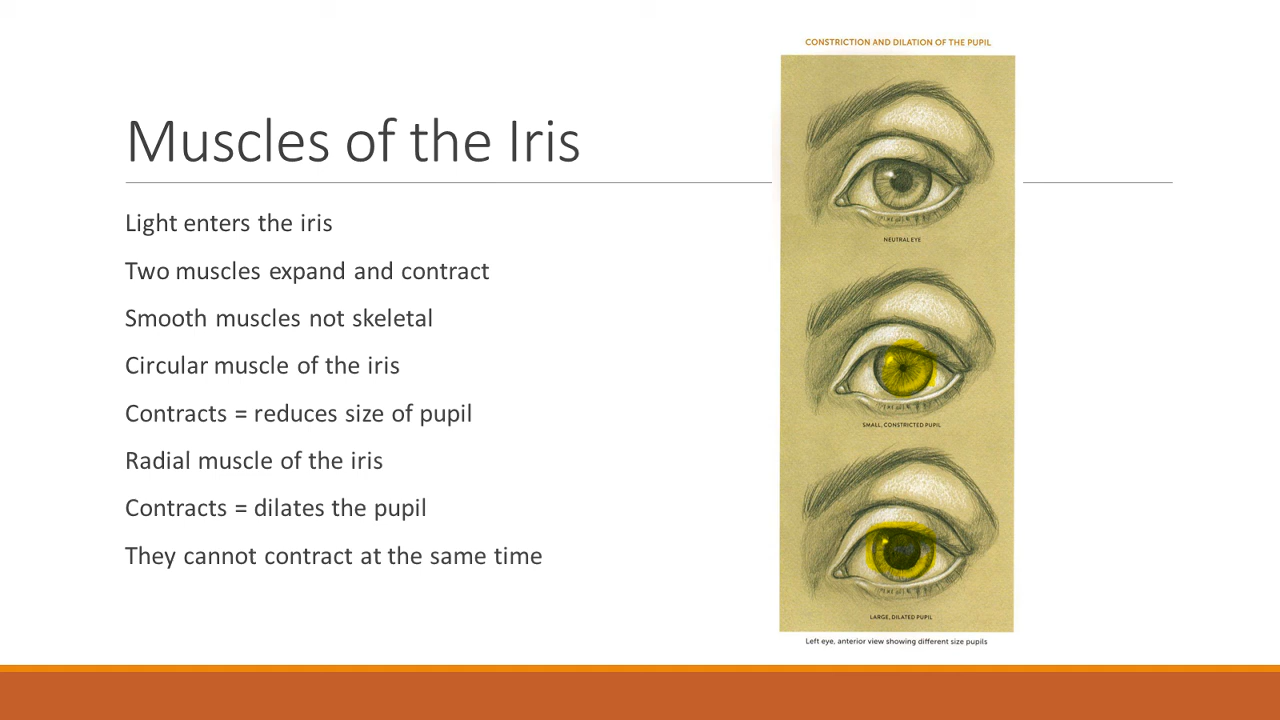 Muscles of the Iris
Light enters the iris
Two muscles expand and contract
Smooth muscles not skeletal
Circular muscle of the iris
Contracts = reduces size of pupil
Radial muscle of the iris
Contracts = dilates the pupil
They cannot contract at the same time
CONSTRICTION AND DILATION OF THE PUPIL
NEUTRAL EYE
SMALL, CONSTRICTED PUPIL
LARGE, DILATED PUPIL
Left eye, anterior view showing different size pupils